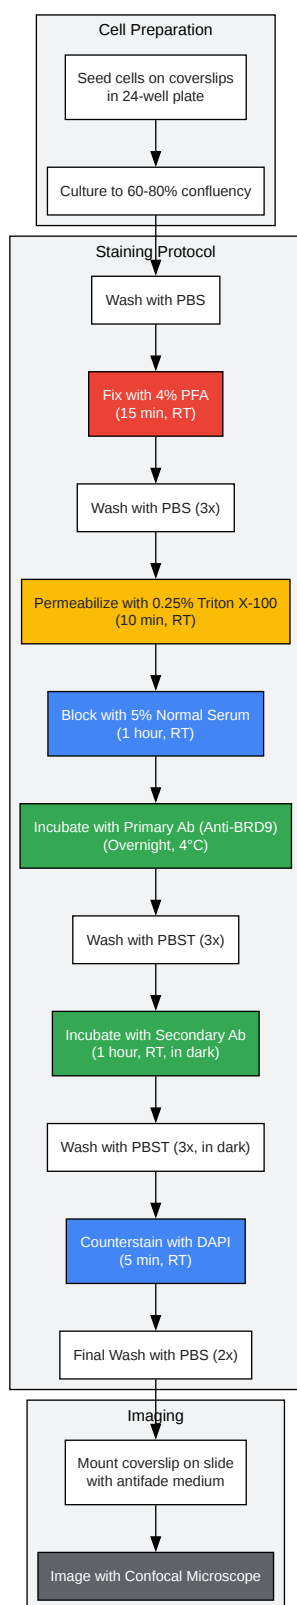 Cell Preparation
Seed cells on coverslips
in 24-well plate
Culture to 60-80% confluency
Staining Protocol
Wash with PBS
Fix with 4% PFA
(15 min, RT)
Wash with PBS (3x)
Permeabilize with 0.25% Triton X-100
(10 min, RT)
Block with 5% Normal Serum
(1 hour, RT)
Incubate with Primary Ab (Anti-BRD9)
(Overnight, 4°C)
Wash with PBST (3x)
Incubate with Secondary Ab
(1 hour, RT, in dark)
Wash with PBST (3x, in dark)
Counterstain with DAPI
(5 min, RT)
Final Wash with PBS (2x)
Imaging
Mount coverslip on slide
with antifade medium
Image with Confocal Microscope